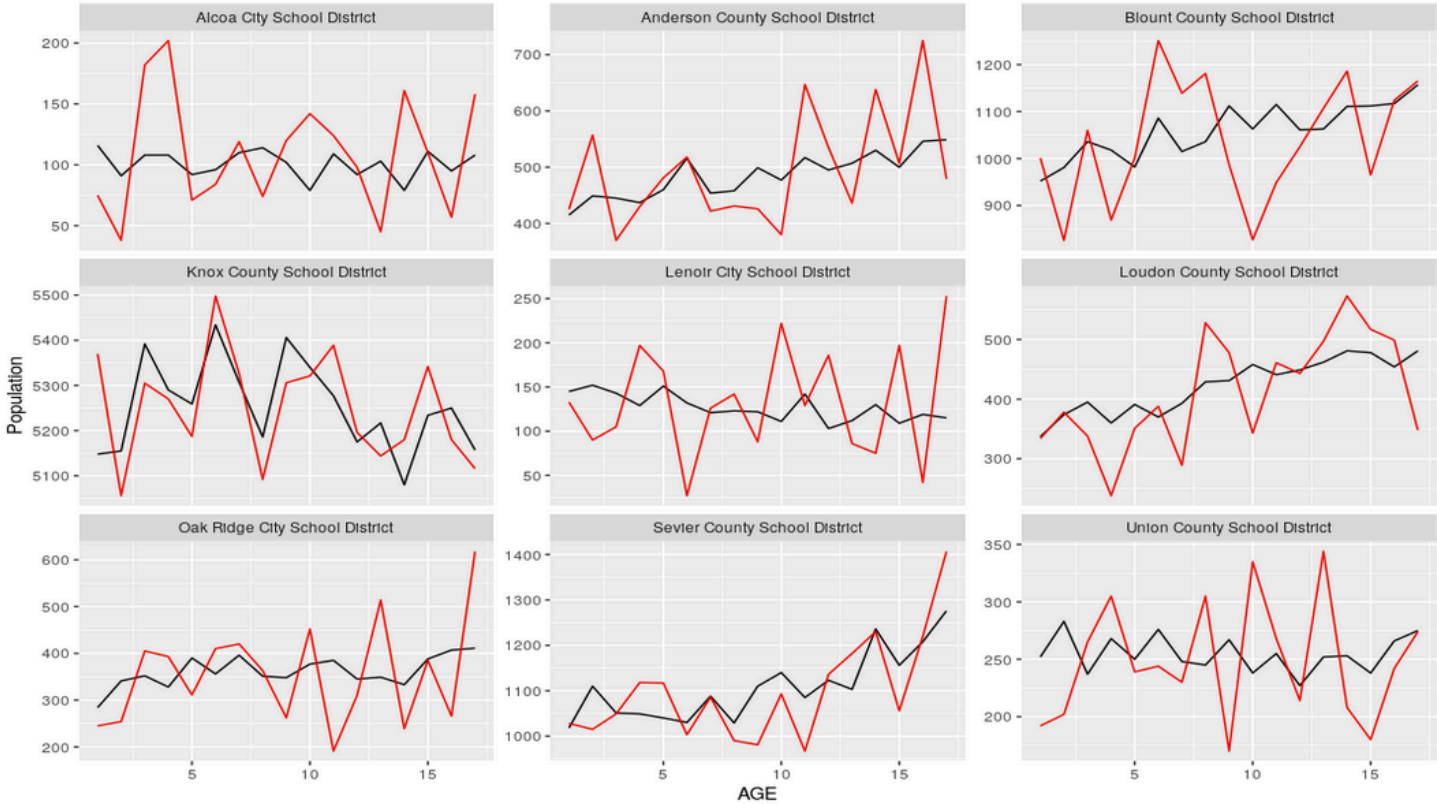 Alcoa City School District
Anderson County School District
Blount County School District
200
150
100
50
700
600
500
400
1200
1100
1000
900
Knox County School District
Lenoir City School District
Loudon County School District
Population
5500
5400
5300
5200
5100
250
200
150
100
50
500
400
300
Oak Ridge City School District
Sevier County School District
Union County School District
600
500
400
300
200
1400
1300
1200
1100
1000
350
300
250
200
5 10 15
5 10 15
5 10 15
AGE